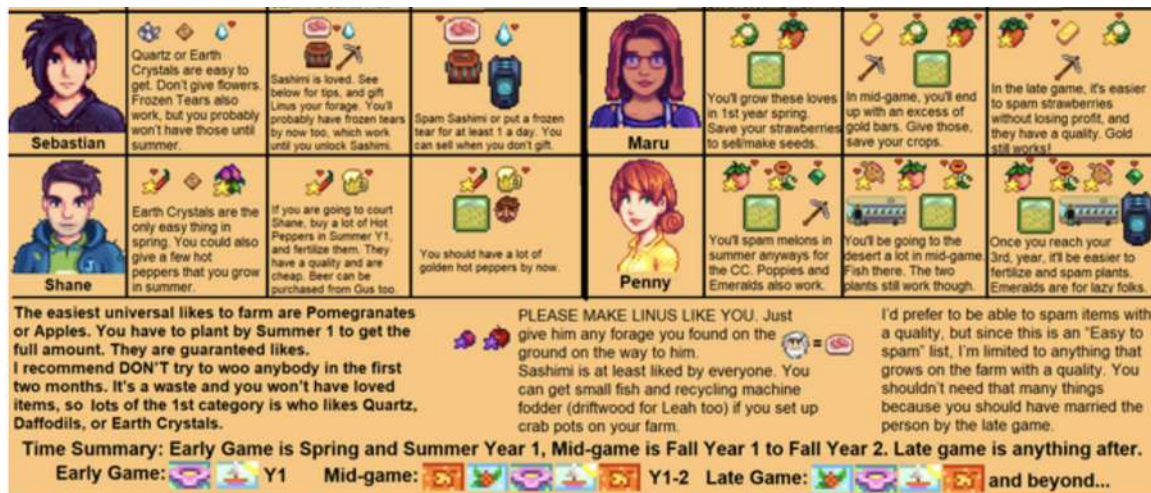 Sebastian
Quartz or Earth
Crystals are easy to
get. Don't give flowers.
Frozen Tears also
work, but you probably
won't have those until
summer.
Sashimi is loved. See
below for tips, and gift
Linus your forage. You'll
probably have frozen tears
by now too, which work
until you unlock Sashimi.
Spam Sashimi or put a frozen
tear for at least 1 a day. You
can sell when you don't gift.
Maru
You'll grow these loves
in 1st year spring.
Save your strawberries
to sell/make seeds.
In mid-game, you'll end
up with an excess of
gold bars. Give those,
save your crops.
In the late game, it's easier
to spam strawberries
without losing profit, and
they have a quality. Gold
still works!
Shane
Earth Crystals are the
only easy thing in
spring. You could also
give a few hot
peppers that you grow
in summer.
If you are going to court
Shane, buy a lot of Hot
Peppers in Summer Y1,
and fertilize them. They
have a quality and are
cheap. Beer can be
purchased from Gus too.
You should have a lot of
golden hot peppers by now.
Penny
You'll spam melons in
summer anyways for
the CC. Poppies and
Emeralds also work.
You'll be going to the
desert a lot in mid-game.
Fish there. The two
plants still work though.
Once you reach your
3rd, year, it'll be easier to
fertilize and spam plants.
Emeralds are for lazy folks.
The easiest universal likes to farm are Pomegranates
or Apples. You have to plant by Summer 1 to get the
full amount. They are guaranteed likes.
I recommend DON'T try to woo anybody in the first
two months. It's a waste and you won't have loved
items, so lots of the 1st category is who likes Quartz,
Daffodils, or Earth Crystals.
PLEASE MAKE LINUS LIKE YOU. Just
give him any forage you found on the
ground on the way to him. =
Sashimi is at least liked by everyone. You
can get small fish and recycling machine
fodder (driftwood for Leah too) if you set up
crab pots on your farm.
I'd prefer to be able to spam items with
a quality, but since this is an "Easy to
spam" list, I'm limited to anything that
grows on the farm with a quality. You
shouldn't need that many things
because you should have married the
person by the late game.
Time Summary: Early Game is Spring and Summer Year 1, Mid-game is Fall Year 1 to Fall Year 2. Late game is anything after.
Early Game: Y1 Mid-game: Y1-2 Late Game: and beyond...